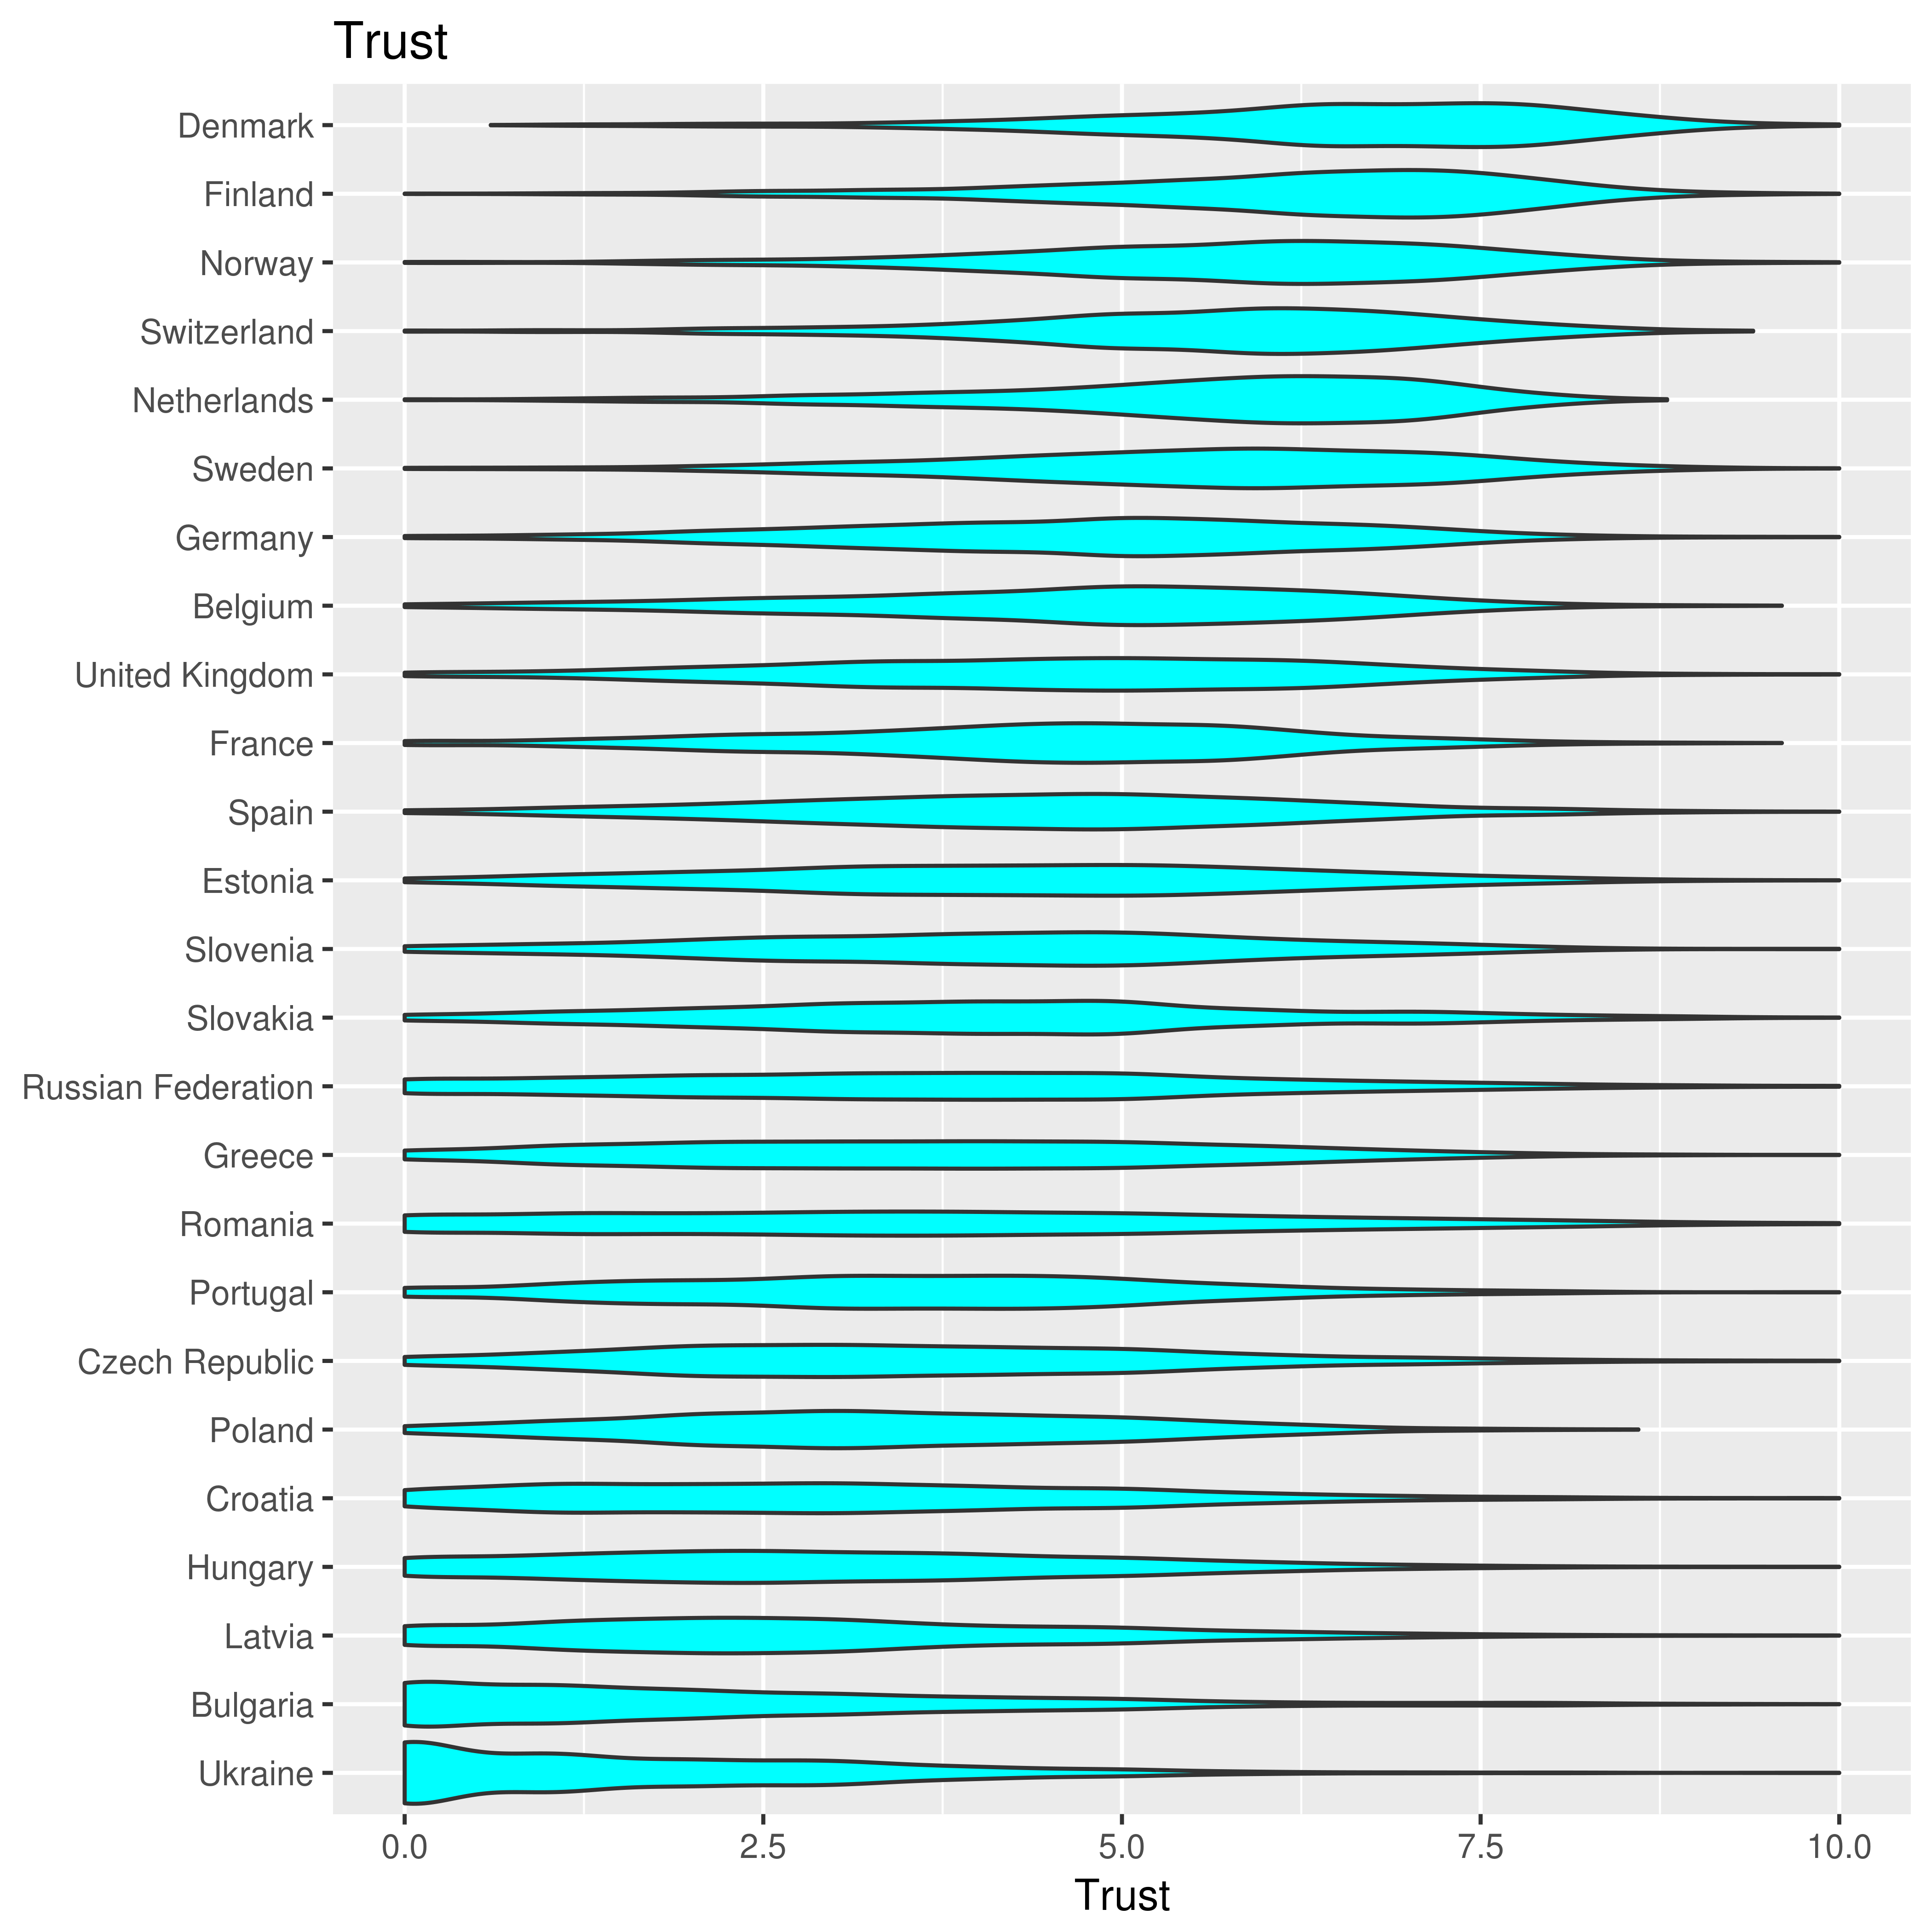 Trust
Denmark
Finland
Norway
Switzerland
Netherlands
Sweden
Germany
Belgium
United Kingdom
France
Spain
Estonia
Slovenia
Slovakia
Russian Federation
Greece
Romania
Portugal
Czech Republic
Poland
Croatia
Hungary
Latvia
Bulgaria
Ukraine
0.0 2.5 5.0 7.5 10.0
Trust